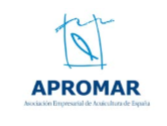 APROMAR
Asociación Empresarial de Acuicultura de España